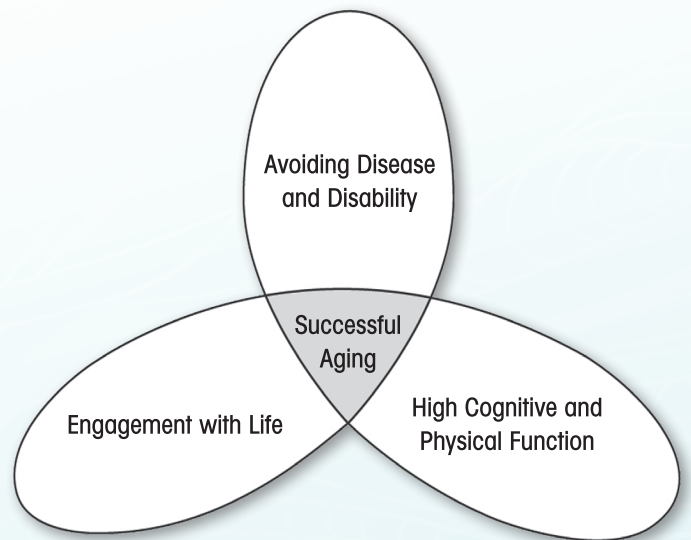 Avoiding Disease
and Disability
Successful
Aging
Engagement with Life
High Cognitive and
Physical Function